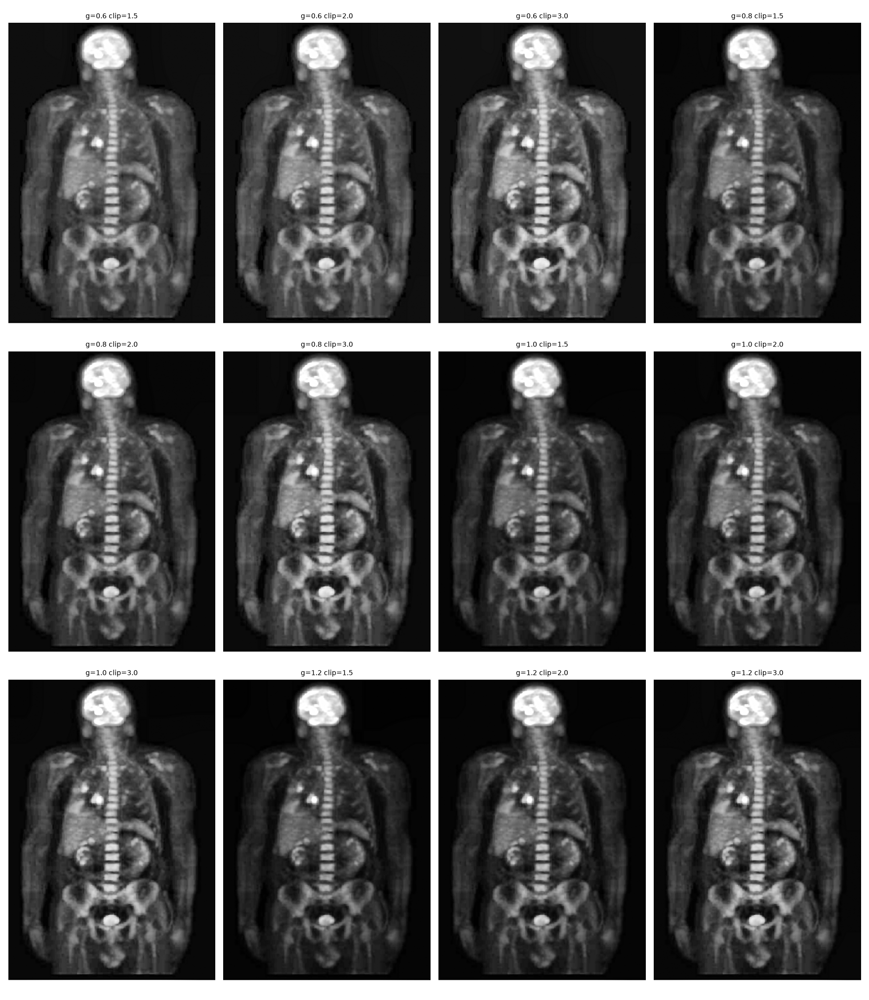 g=0.6 clip=1.5
g=0.6 clip=2.0
g=0.6 clip=3.0
g=0.8 clip=1.5
g=0.8 clip=2.0
g=0.8 clip=3.0
g=1.0 clip=1.5
g=1.0 clip=2.0
g=1.0 clip=3.0
g=1.2 clip=1.5
g=1.2 clip=2.0
g=1.2 clip=3.0